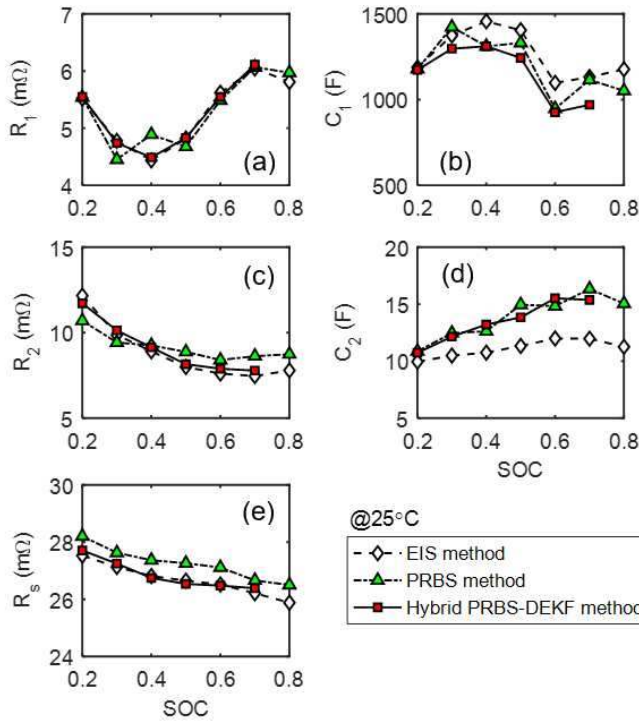 7
6
5
4
R1 (mΩ)
(a)
0.2 0.4 0.6 0.8
1500
1000
500
C1 (F)
(b)
0.2 0.4 0.6 0.8
15
10
5
R2 (mΩ)
(c)
0.2 0.4 0.6 0.8
20
15
10
5
C2 (F)
(d)
0.2 0.4 0.6 0.8
SOC
30
28
26
24
Rs (mΩ)
(e)
0.2 0.4 0.6 0.8
SOC
@25°C
EIS method
PRBS method
Hybrid PRBS-DEKF method